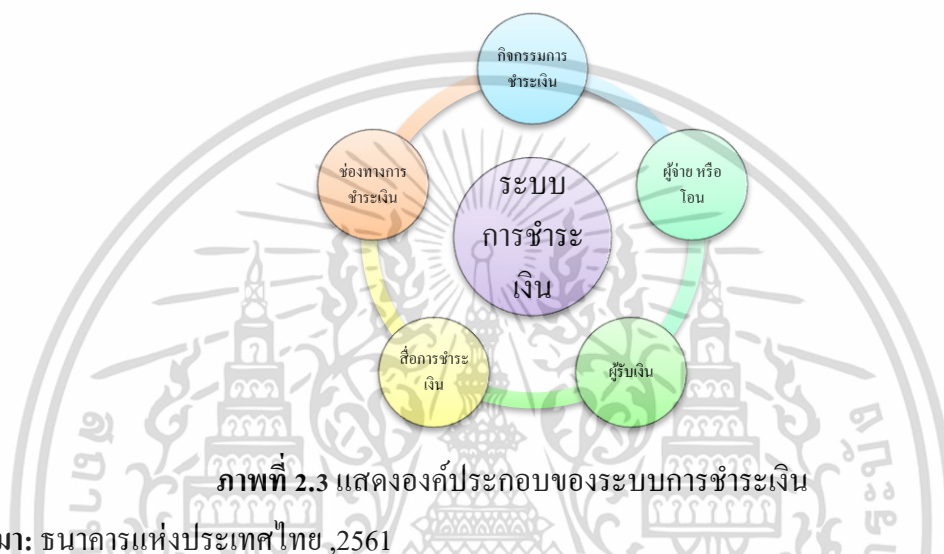 กิจกรรมการ
ชำระเงิน
ช่องทางการ
ชำระเงิน
ผู้จ่าย หรือ
โอน
ระบบ
การชำระ
เงิน
สื่อการชำระ
เงิน
ผู้รับเงิน
ภาพที่ 2.3 แสดงองค์ประกอบของระบบการชำระเงิน
มา: ธนาคารแห่งประเทศไทย ,2561